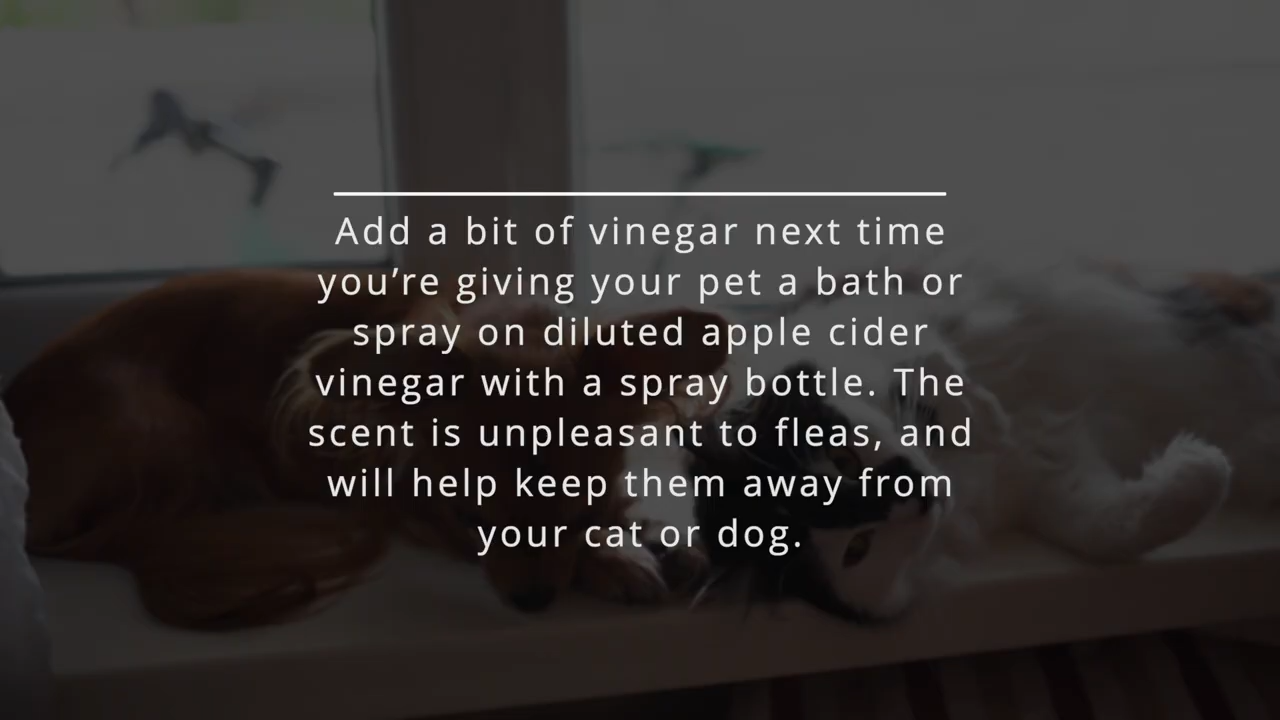 Add a bit of vinegar next time
you’re giving your pet a bath or
spray on diluted apple cider
vinegar with a spray bottle. The
scent is unpleasant to fleas, and
will help keep them away from
your cat or dog.